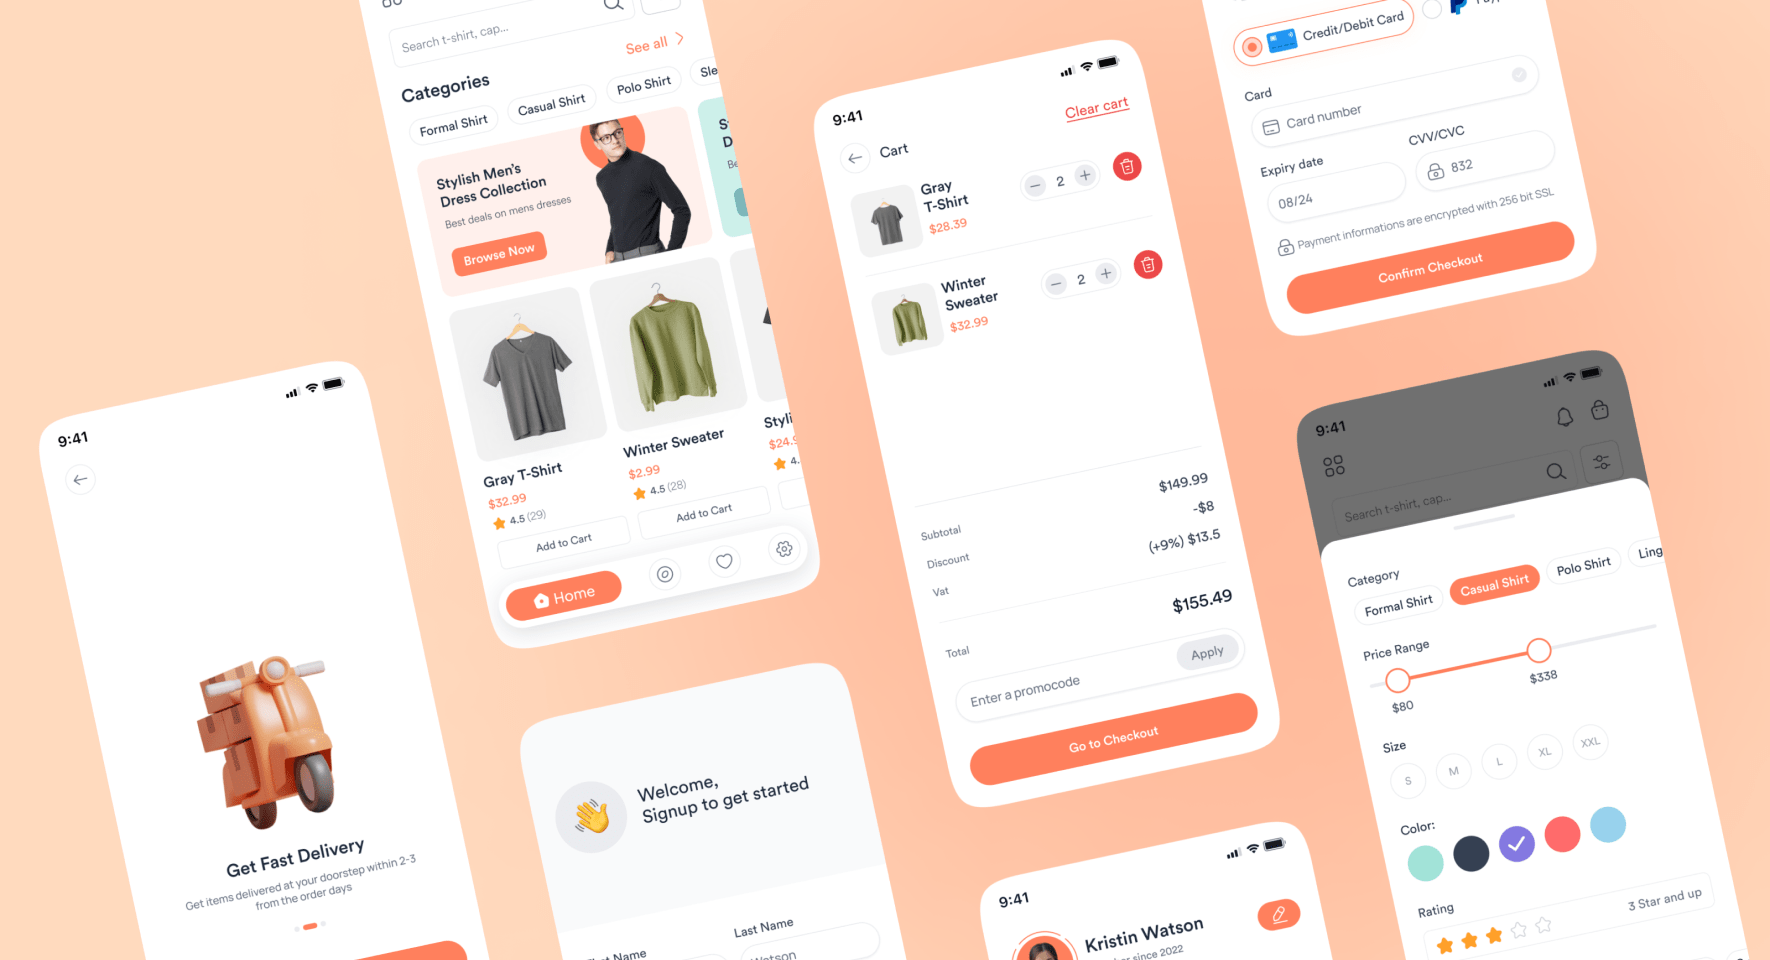 9:41
Get Fast Delivery
Get items delivered at your doorstep within 2-3
from the order days
Search t-shirt, cap...
Categories
See all
Formal Shirt
Casual Shirt
Polo Shirt
Sle
Stylish Men's
Dress Collection
Best deals on mens dresses
Browse Now
S
D
Be
Gray T-Shirt
$32.99
4.5 (29)
Add to Cart
Winter Sweater
$2.99
4.5 (28)
Add to Cart
Styli
$24.9
4.
Home
Welcome,
Signup to get started
First Name
Last Name
Watson
9:41
Clear cart
Cart
Gray
T-Shirt
$28.39
2
Winter
Sweater
$32.99
2
Subtotal
$149.99
Discount
-$8
Vat
(+9%) $13.5
Total
$155.49
Enter a promocode
Apply
Go to Checkout
9:41
Kristin Watson
since 2022
Credit/Debit Card
Card
Card number
Expiry date
08/24
CVV/CVC
832
Payment informations are encrypted with 256 bit SSL
Confirm Checkout
9:41
Search t-shirt, cap...
Category
Formal Shirt
Casual Shirt
Polo Shirt
Ling
Price Range
$80
$338
Size
S
M
L
XL
XXL
Color:
Rating
3 Star and up